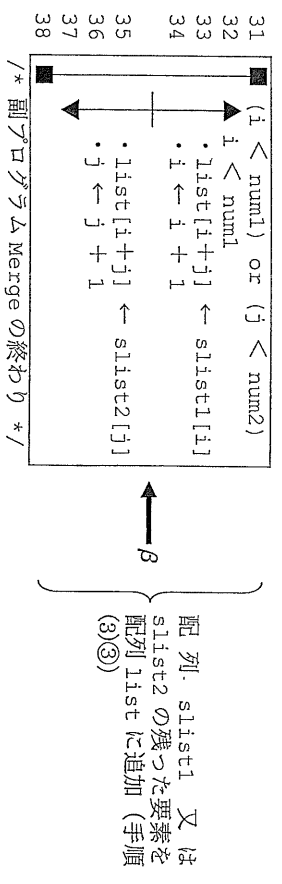 31 (i < num1) or (j < num2)
32 i < num1
33 ・list[i+j] ← slist1[i]
34 ・i ← i + 1
35 ・list[i+j] ← slist2[j]
36 ・j ← j + 1
37
38
/* 副プログラム Merge の終わり */
β
配列 slist1 又は
slist2 の残った要素を
配列 list に追加(手順
(3)③)